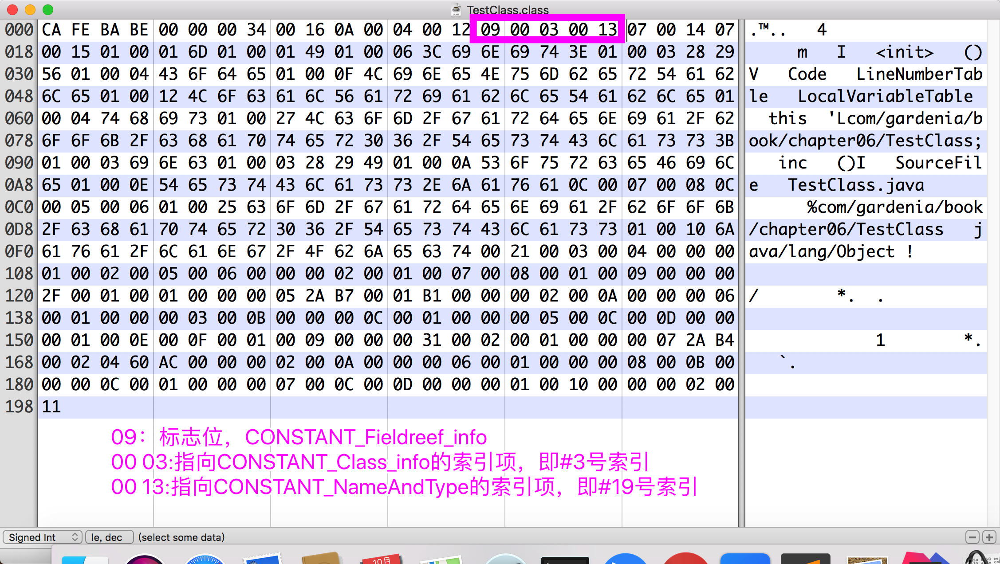 TestClass.class
000 CA FE BA BE 00 00 00 34 00 16 0A 00 04 00 12 09 00 03 00 13 07 00 14 07 .™.. 4
018 00 15 01 00 01 6D 01 00 01 49 01 00 06 3C 69 6E 69 74 3E 01 00 03 28 29 m I <init> ()
030 56 01 00 04 43 6F 64 65 01 00 0F 4C 69 6E 65 4E 75 6D 62 65 72 54 61 62 V Code LineNumberTab
048 6C 65 01 00 12 4C 6F 63 61 6C 56 61 72 69 61 62 6C 65 54 61 62 6C 65 01 le LocalVariableTable
060 00 04 74 68 69 73 01 00 27 4C 63 6F 6D 2F 67 61 72 64 65 6E 69 61 2F 62 this 'Lcom/gardenia/b
078 6F 6F 6B 2F 63 68 61 70 74 65 72 30 36 2F 54 65 73 74 43 6C 61 73 73 3B ook/chapter06/TestClass;
090 01 00 03 69 6E 63 01 00 03 28 29 49 01 00 0A 53 6F 75 72 63 65 46 69 6C inc ()I SourceFil
0A8 65 01 00 0E 54 65 73 74 43 6C 61 73 73 2E 6A 61 76 61 0C 00 07 00 08 0C e TestClass.java
0C0 00 05 00 06 01 00 25 63 6F 6D 2F 67 61 72 64 65 6E 69 61 2F 62 6F 6F 6B %com/gardenia/book
0D8 2F 63 68 61 70 74 65 72 30 36 2F 54 65 73 74 43 6C 61 73 73 01 00 10 6A /chapter06/TestClass j
0F0 61 76 61 2F 6C 61 6E 67 2F 4F 62 6A 65 63 74 00 21 00 03 00 04 00 00 00 ava/lang/Object !
108 01 00 02 00 05 00 06 00 00 00 02 00 01 00 07 00 08 00 01 00 09 00 00 00
120 2F 00 01 00 01 00 00 00 05 2A B7 00 01 B1 00 00 00 02 00 0A 00 00 00 06 / *. .
138 00 01 00 00 00 03 00 0B 00 00 00 0C 00 01 00 00 00 05 00 0C 00 0D 00 00
150 00 01 00 0E 00 0F 00 01 00 09 00 00 00 31 00 02 00 01 00 00 00 07 2A B4 1 *.
168 00 02 04 60 AC 00 00 00 02 00 0A 00 00 00 06 00 01 00 00 00 08 00 0B 00 `.
180 00 00 0C 00 01 00 00 00 07 00 0C 00 0D 00 00 00 01 00 10 00 00 00 02 00
198 11
09：标志位，CONSTANT_Fieldreef_info
00 03:指向CONSTANT_Class_info的索引项，即#3号索引
00 13:指向CONSTANT_NameAndType的索引项，即#19号索引
Signed Int le, dec (select some data)
10月